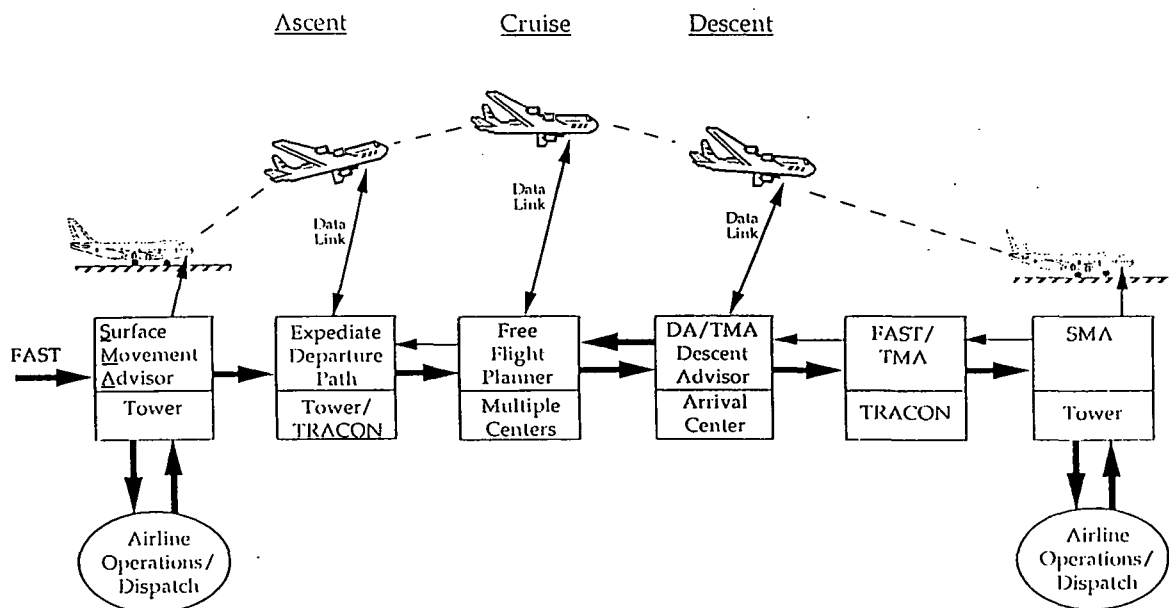 Ascent
Cruise
Descent
Data
Link
Data
Link
Data
Link
FAST
Surface
Movement
Advisor
Tower
Expediate
Departure
Path
Tower/
TRACON
Free
Flight
Planner
Multiple
Centers
DA/TMA
Descent
Advisor
Arrival
Center
FAST/
TMA
TRACON
SMA
Tower
Airline
Operations/
Dispatch
Airline
Operations/
Dispatch